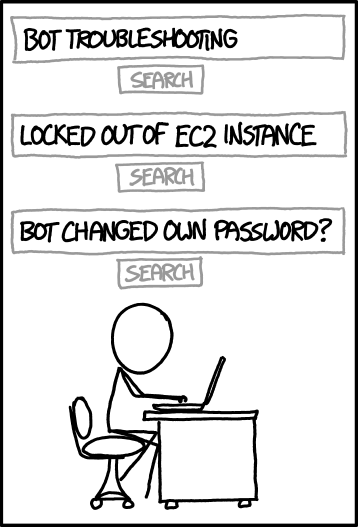 BOT TROUBLESHOOTING
SEARCH
LOCKED OUT OF EC2 INSTANCE
SEARCH
BOT CHANGED OWN PASSWORD?
SEARCH